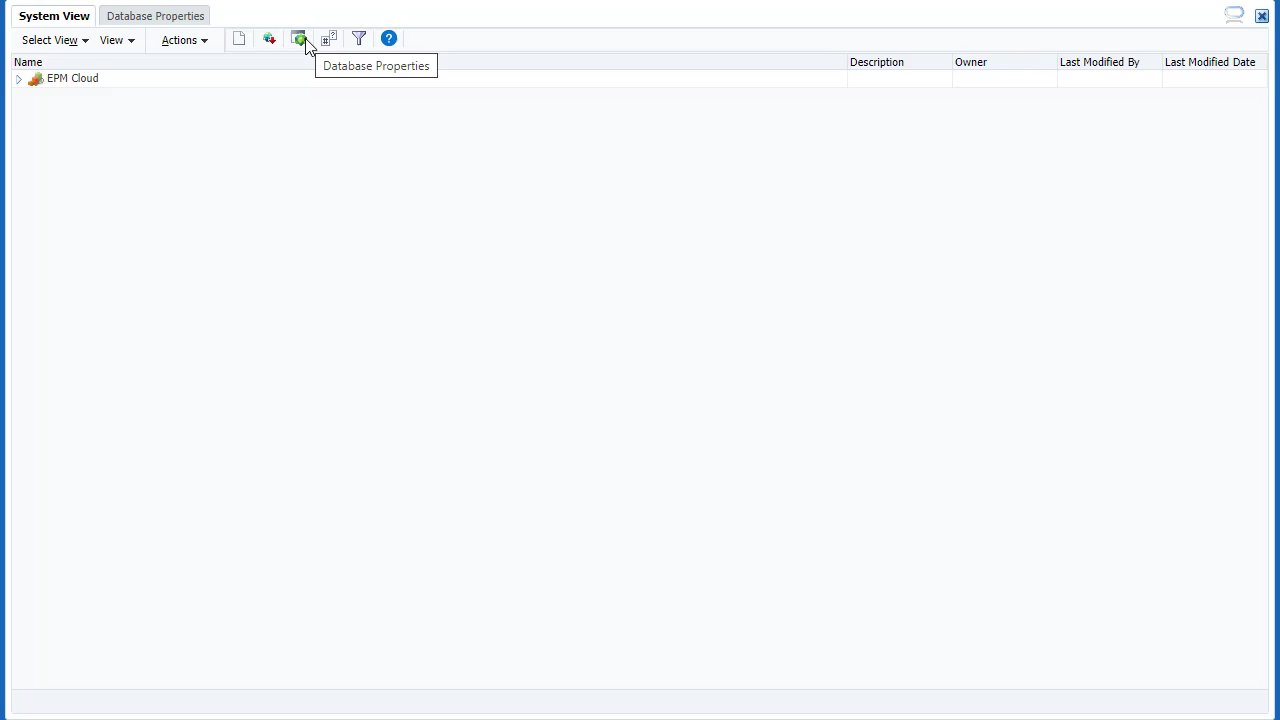 System View Database Properties
Select View View Actions
Database Properties
Name Description Owner Last Modified By Last Modified Date
EPM Cloud